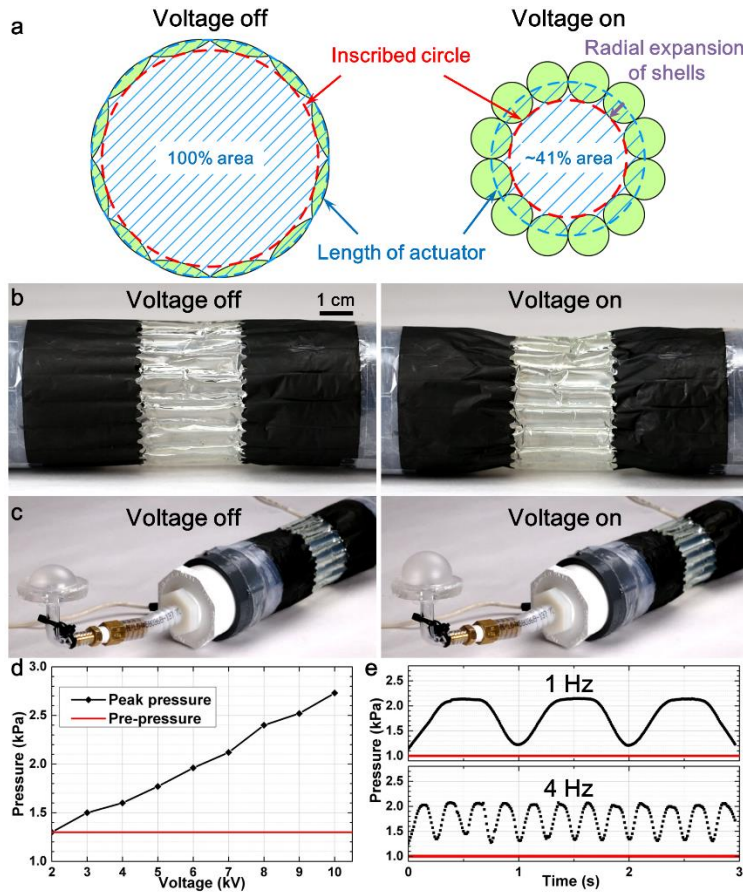 a
Voltage off
Voltage on
Inscribed circle
Radial expansion
of shells
100% area
~41% area
Length of actuator
b
Voltage off
1 cm
Voltage on
c
Voltage off
Voltage on
d
3.0
2.5
2.0
1.5
1.0
Pressure (kPa)
Peak pressure
Pre-pressure
2 3 4 5 6 7 8 9 10
Voltage (kV)
e
1 Hz
2.5
2.0
1.5
1.0
4 Hz
2.5
2.0
1.5
1.0
Pressure (kPa)
0 1 2 3
Time (s)